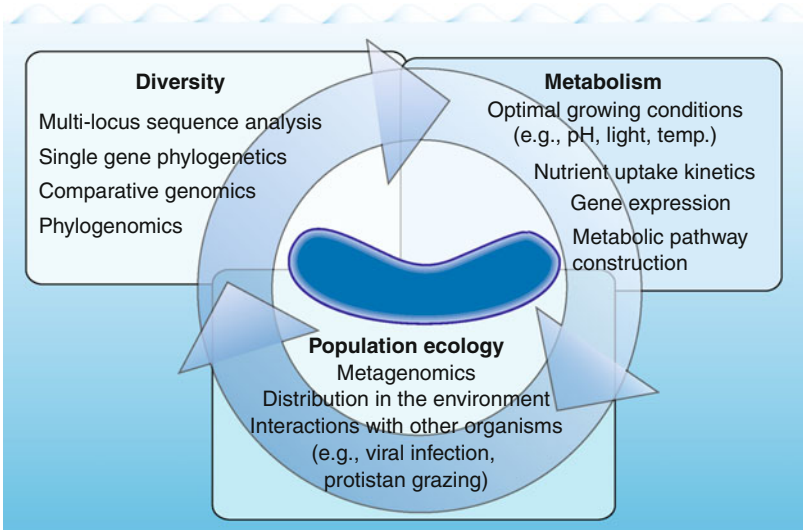 Diversity
Multi-locus sequence analysis
Single gene phylogenetics
Comparative genomics
Phylogenomics
Metabolism
Optimal growing conditions
(e.g., pH, light, temp.)
Nutrient uptake kinetics
Gene expression
Metabolic pathway
construction
Population ecology
Metagenomics
Distribution in the environment
Interactions with other organisms
(e.g., viral infection,
protistan grazing)